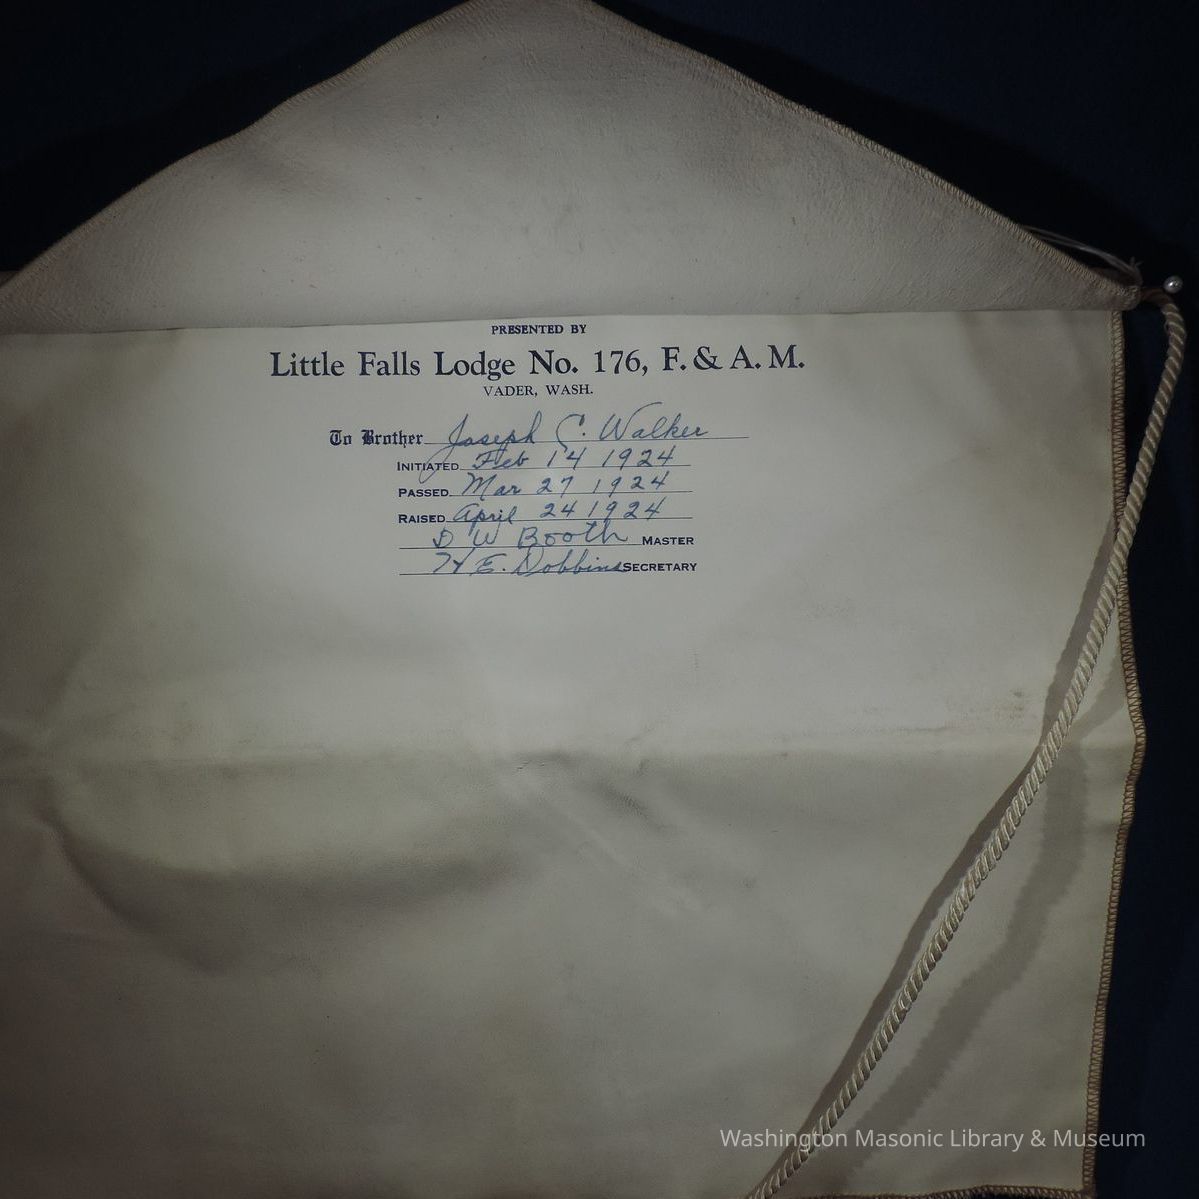 PRESENTED BY
Little Falls Lodge No. 176, F. & A. M.
VADER, WASH.
To Brother Joseph C. Walker
INITIATED Feb 14 1924
PASSED Mar 27 1924
RAISED April 24 1924
D W Booth MASTER
H E. Dobbins SECRETARY
Washington Masonic Library & Museum